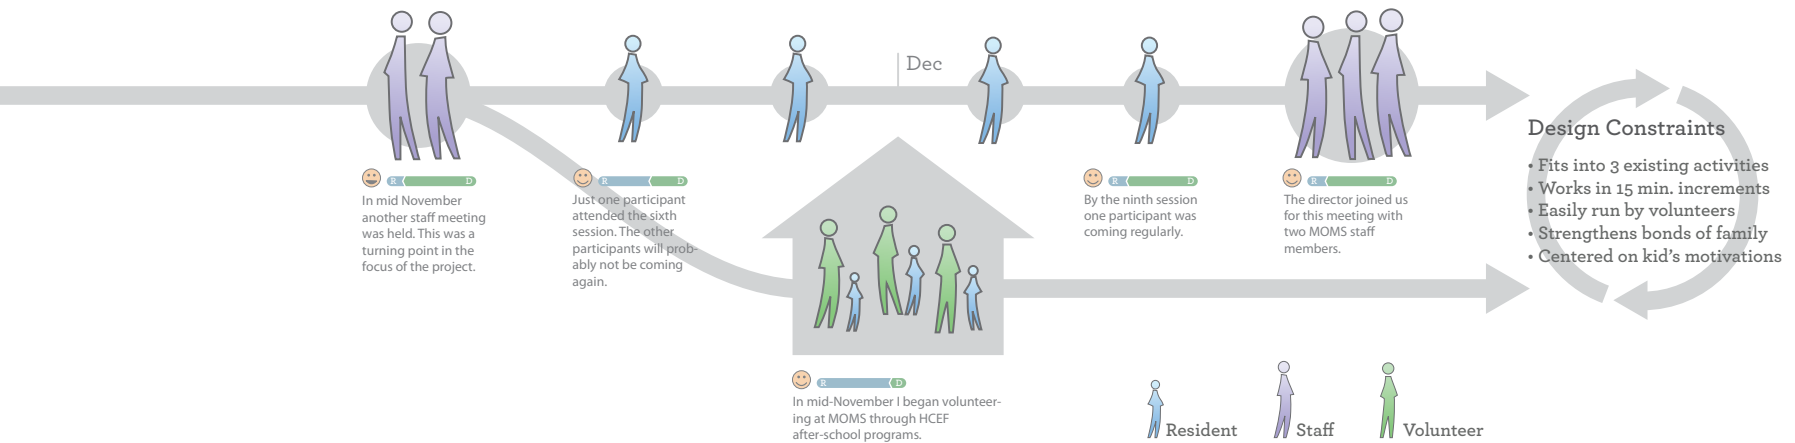 Dec
R D
In mid November
another staff meeting
was held. This was a
turning point in the
focus of the project.
R D
Just one participant
attended the sixth
session. The other
participants will prob-
ably not be coming
again.
R D
In mid-November I began volunteer-
ing at MOMS through HCEF
after-school programs.
R D
By the ninth session
one participant was
coming regularly.
R D
The director joined us
for this meeting with
two MOMS staff
members.
Design Constraints
• Fits into 3 existing activities
• Works in 15 min. increments
• Easily run by volunteers
• Strengthens bonds of family
• Centered on kid's motivations
Resident
Staff
Volunteer